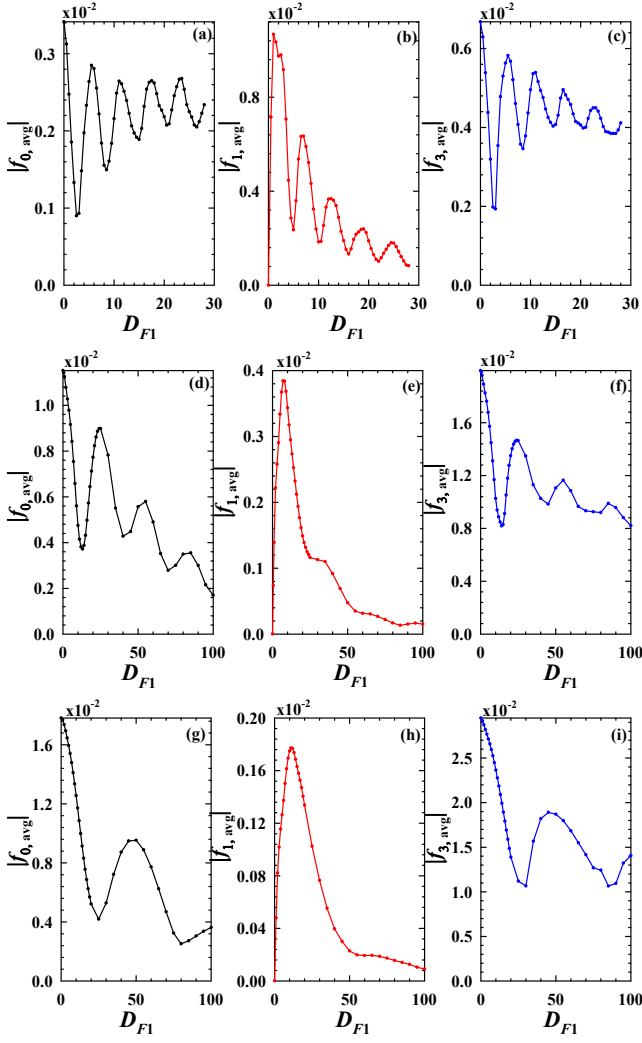 x10^-2 x10^-2 x10^-2
(a) (b) (c)
|f0, avg| |f1, avg| |f3, avg|
0.3 0.8 0.6
0.2 0.4 0.4
0.1 0.0 0.2
0.0 0.0
0 10 20 30 0 10 20 30 0 10 20 30
DF1 DF1 DF1
x10^-2 x10^-2 x10^-2
(d) (e) (f)
|f0, avg| |f1, avg| |f3, avg|
1.2 0.4 2.0
1.0 0.3 1.6
0.8 0.2 1.2
0.6 0.1 0.8
0.4 0.0 0.4
0.2 0.0
0.0
0 50 100 0 50 100 0 50 100
DF1 DF1 DF1
x10^-2 x10^-2 x10^-2
(g) (h) (i)
|f0, avg| |f1, avg| |f3, avg|
1.6 0.20 2.5
1.2 0.16 2.0
0.8 0.12 1.5
0.4 0.08 1.0
0.0 0.04 0.5
0.00 0.0
0 50 100 0 50 100 0 50 100
DF1 DF1 DF1